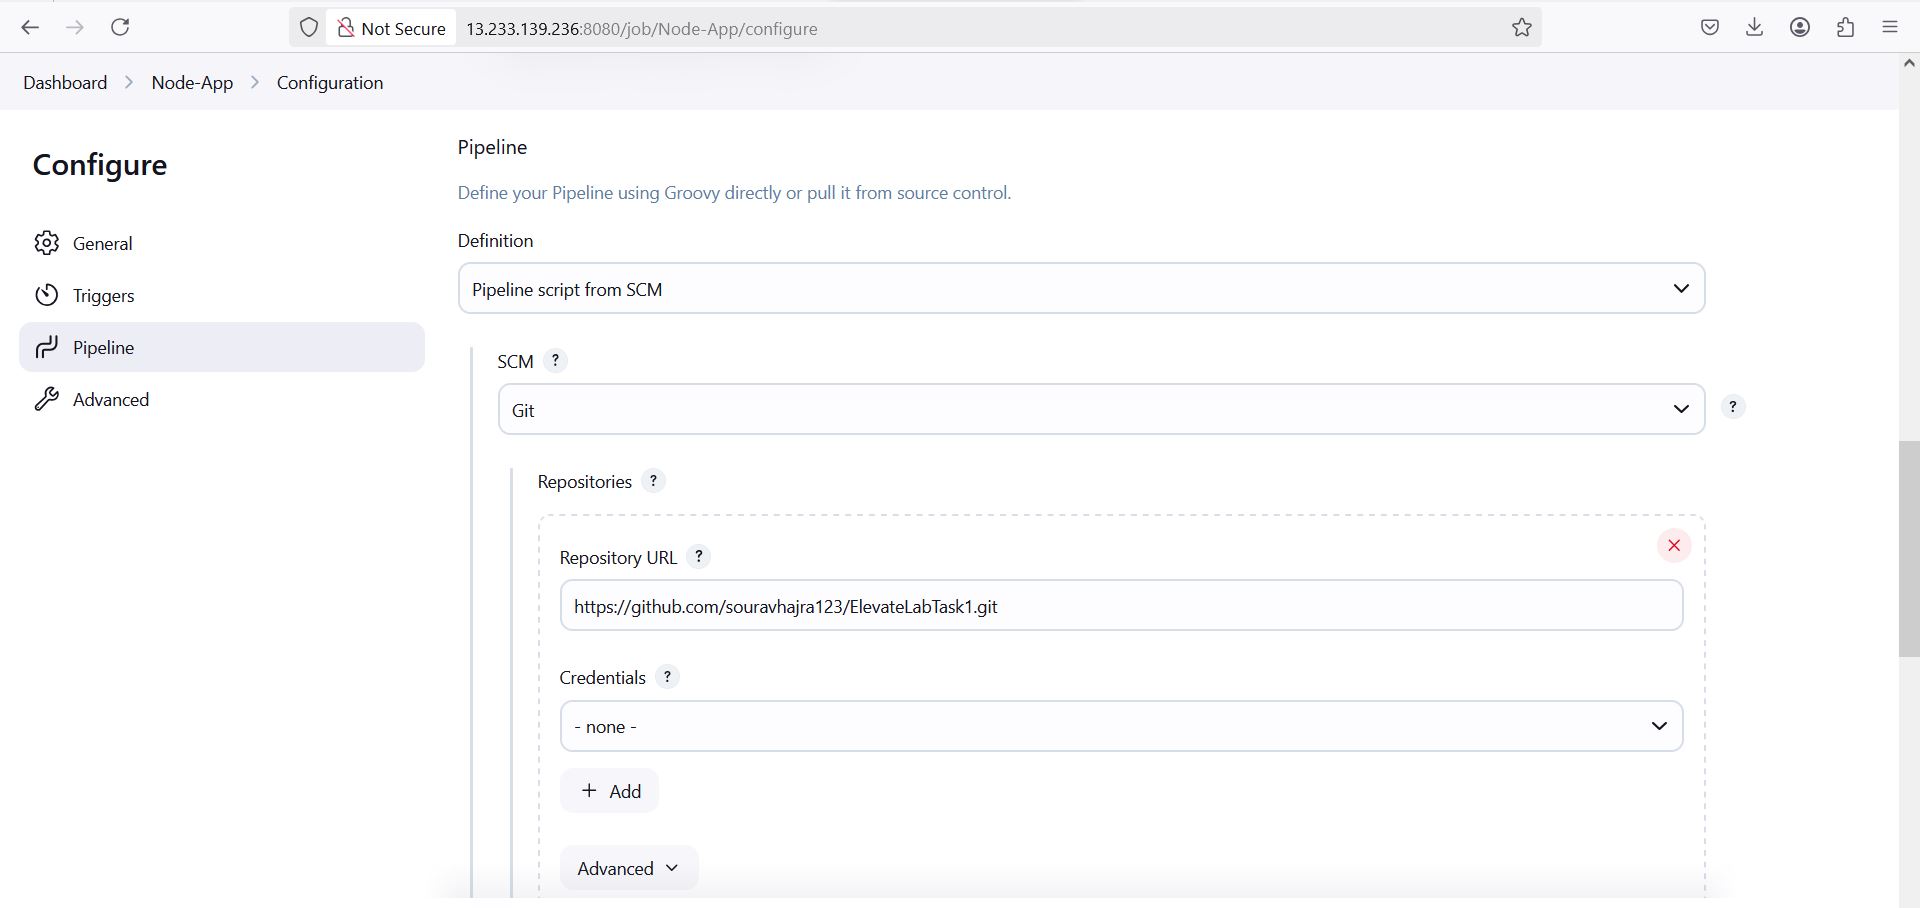 Not Secure 13.233.139.236:8080/job/Node-App/configure
Dashboard Node-App Configuration
Configure
General
Triggers
Pipeline
Advanced
Pipeline
Define your Pipeline using Groovy directly or pull it from source control.
Definition
Pipeline script from SCM
SCM ?
Git
?
Repositories ?
Repository URL ?
https://github.com/souravhajra123/ElevateLabTask1.git
Credentials ?
- none -
+ Add
Advanced